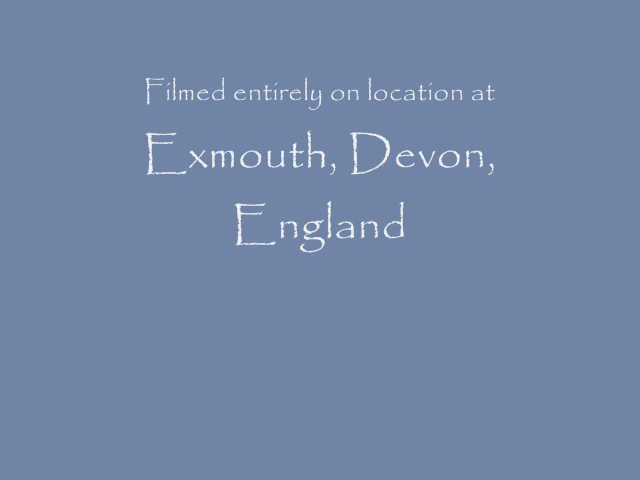 Filmed entirely on location at
Exmouth, Devon,
England